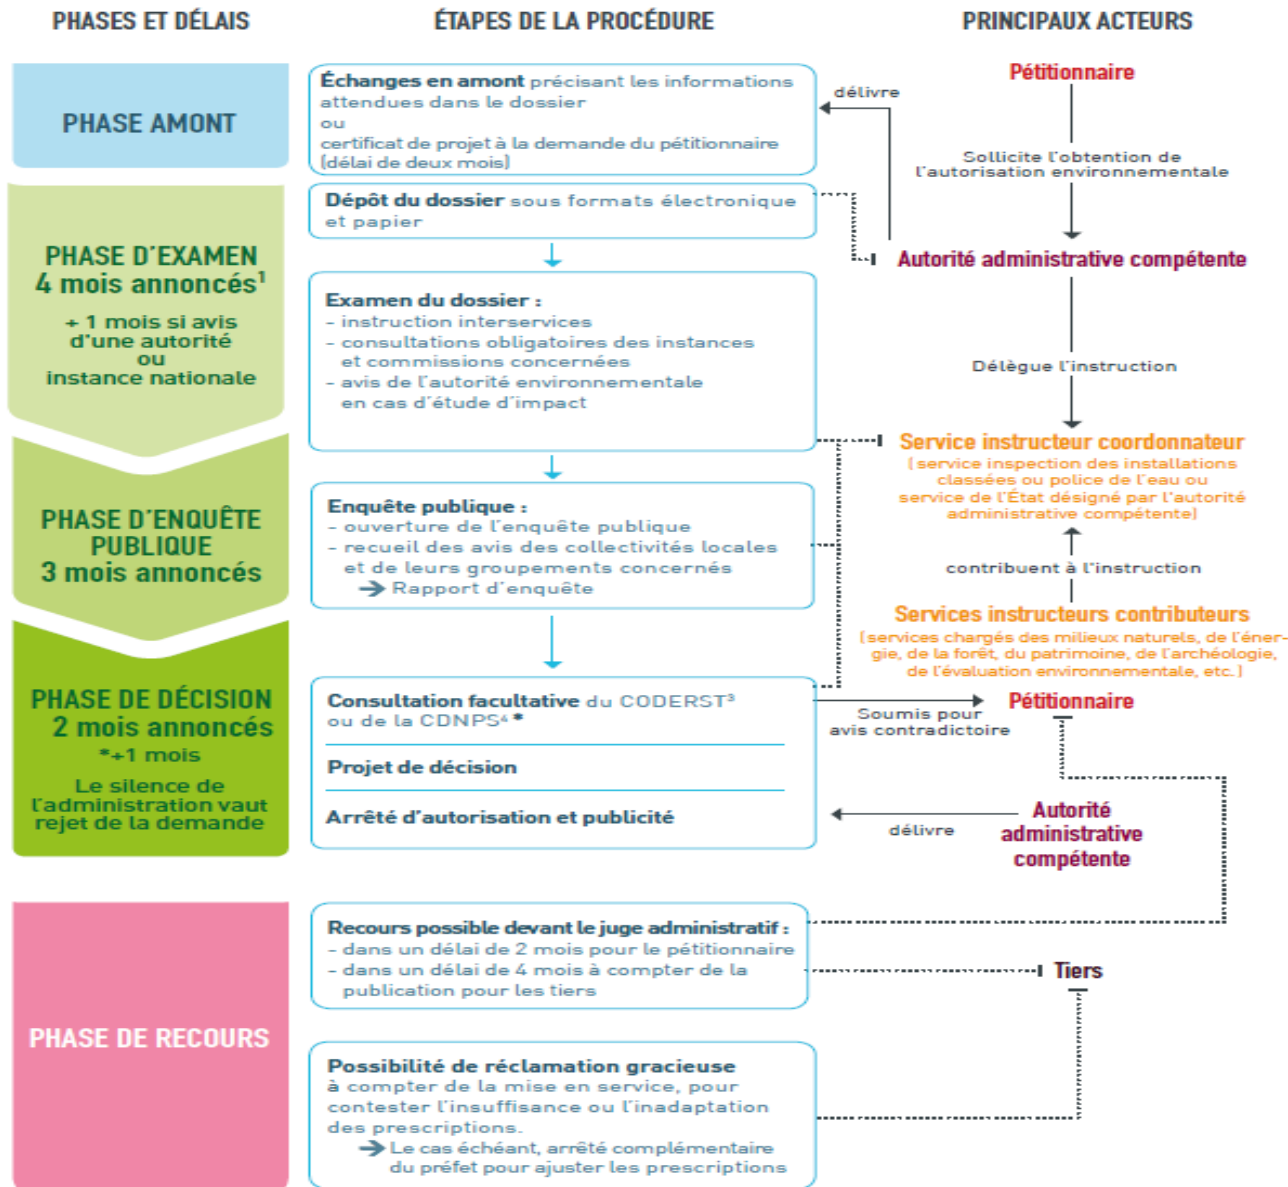 PHASES ET DÉLAIS
ÉTAPES DE LA PROCÉDURE
PRINCIPAUX ACTEURS
PHASE AMONT
Échanges en amont précisant les informations
attendues dans le dossier
ou
certificat de projet à la demande du pétitionnaire
(délai de deux mois)
délivre
Pétitionnaire
Sollicite l'obtention de
l'autorisation environnementale
PHASE D'EXAMEN
4 mois annoncés¹
+ 1 mois si avis
d'une autorité
ou
instance nationale
Dépôt du dossier sous formats électronique
et papier
Autorité administrative compétente
Examen du dossier :
- instruction interservices
- consultations obligatoires des instances
et commissions concernées
- avis de l'autorité environnementale
en cas d'étude d'impact
Délègue l'instruction
Service instructeur coordonnateur
(service inspection des installations
classées ou police de l'eau ou
service de l'État désigné par l'autorité
administrative compétente)
PHASE D'ENQUÊTE
PUBLIQUE
3 mois annoncés
Enquête publique :
- ouverture de l'enquête publique
- recueil des avis des collectivités locales
et de leurs groupements concernés
➔ Rapport d'enquête
contribuent à l'instruction
Services instructeurs contributeurs
(services chargés des milieux naturels, de l'éner-
gie, de la forêt, du patrimoine, de l'archéologie,
de l'évaluation environnementale, etc.)
PHASE DE DÉCISION
2 mois annoncés
*+1 mois
Le silence de
l'administration vaut
rejet de la demande
Consultation facultative du CODERST³
ou de la CDNPS⁴ *
Projet de décision
Arrêté d'autorisation et publicité
Soumis pour
avis contradictoire
Pétitionnaire
délivre
Autorité
administrative
compétente
PHASE DE RECOURS
Recours possible devant le juge administratif :
- dans un délai de 2 mois pour le pétitionnaire
- dans un délai de 4 mois à compter de la
publication pour les tiers
Tiers
Possibilité de réclamation gracieuse
à compter de la mise en service, pour
contester l'insuffisance ou l'inadaptation
des prescriptions.
➔ Le cas échéant, arrêté complémentaire
du préfet pour ajuster les prescriptions